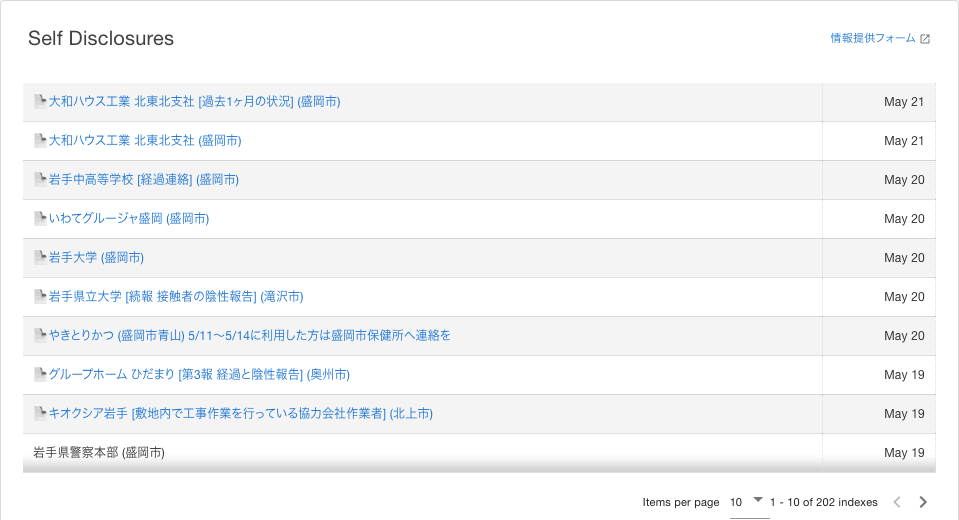 Self Disclosures
情報提供フォーム
大和ハウス工業 北東北支社 [過去1ヶ月の状況] (盛岡市) May 21
大和ハウス工業 北東北支社 (盛岡市) May 21
岩手中高等学校 [経過連絡] (盛岡市) May 20
いわてグルージャ盛岡 (盛岡市) May 20
岩手大学 (盛岡市) May 20
岩手県立大学 [続報 接触者の陰性報告] (滝沢市) May 20
やきとりかつ (盛岡市青山) 5/11〜5/14に利用した方は盛岡市保健所へ連絡を May 20
グループホーム ひだまり [第3報 経過と陰性報告] (奥州市) May 19
キオクシア岩手 [敷地内で工事作業を行っている協力会社作業者] (北上市) May 19
岩手県警察本部 (盛岡市) May 19
Items per page 10 1 - 10 of 202 indexes